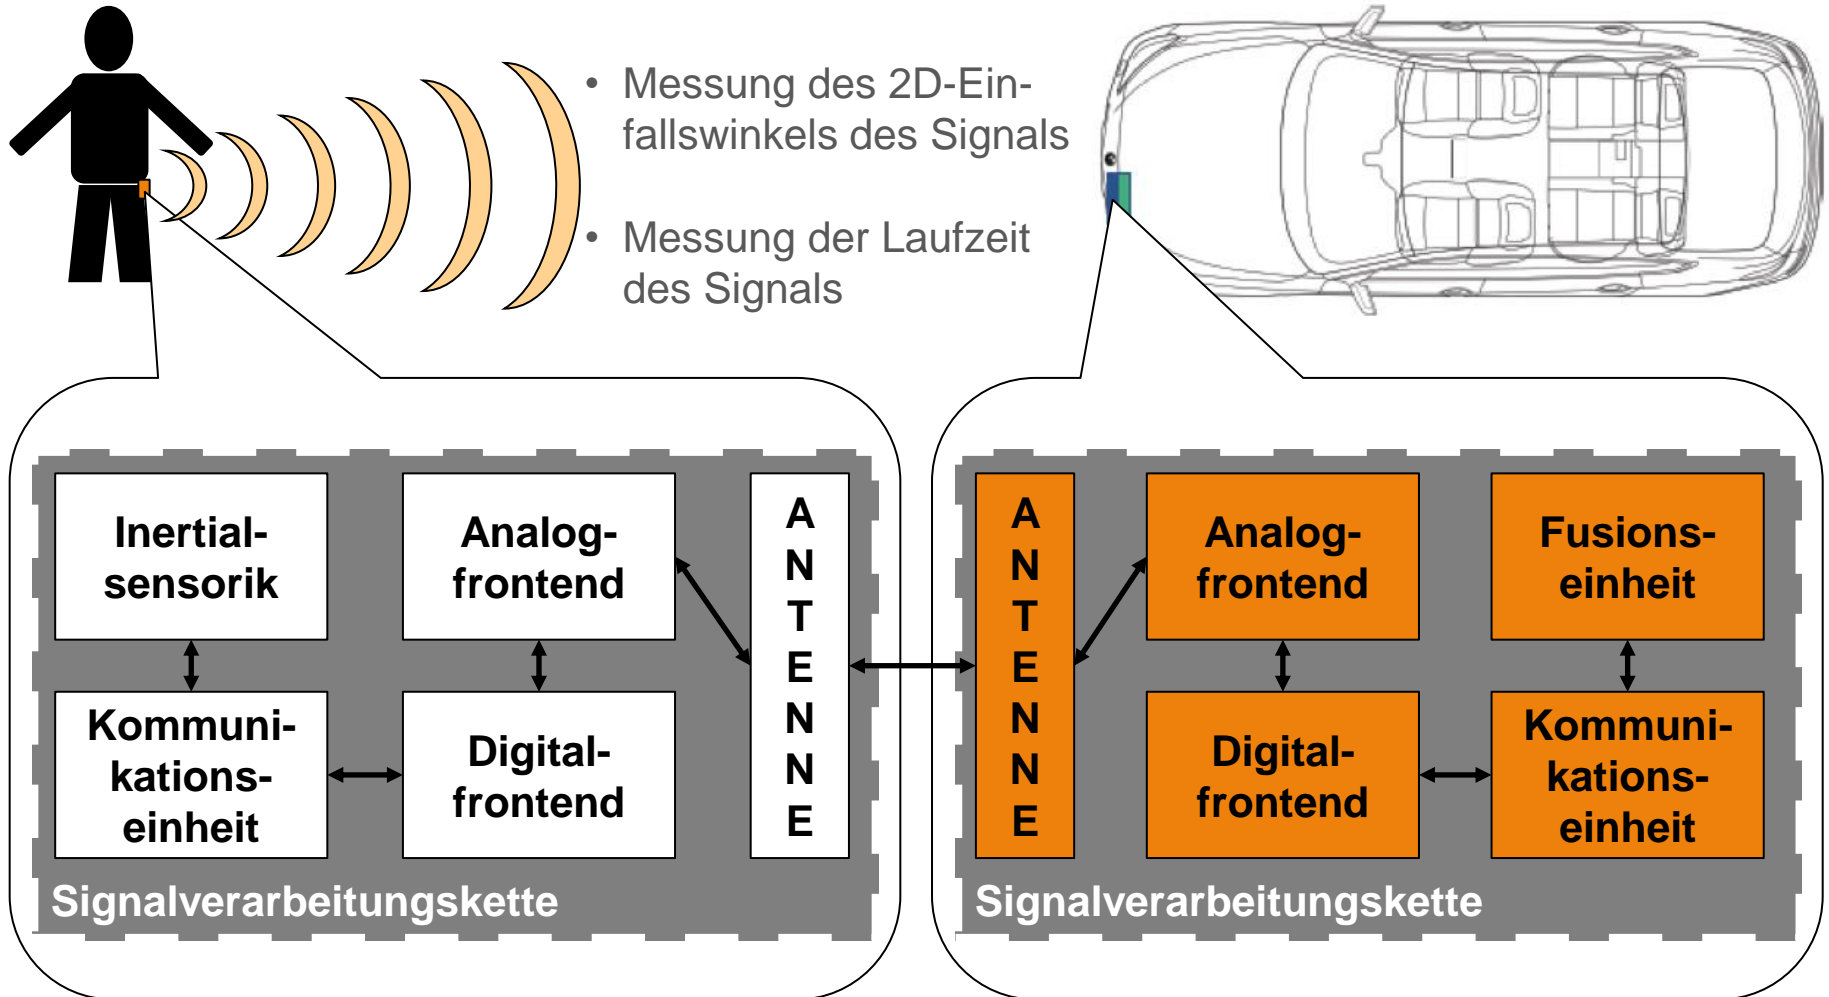 • Messung des 2D-Ein-
fallswinkels des Signals
• Messung der Laufzeit
des Signals
Inertial-
sensorik
Analog-
frontend
Kommuni-
kations-
einheit
Digital-
frontend
A
N
T
E
N
N
E
Signalverarbeitungskette
A
N
T
E
N
N
E
Analog-
frontend
Fusions-
einheit
Digital-
frontend
Kommuni-
kations-
einheit
Signalverarbeitungskette